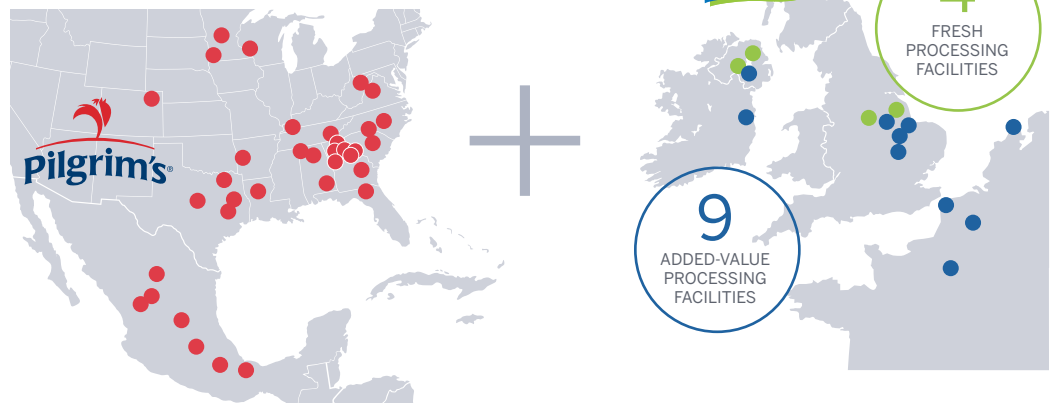 Pilgrim's®
FRESH
PROCESSING
FACILITIES
9
ADDED-VALUE
PROCESSING
FACILITIES